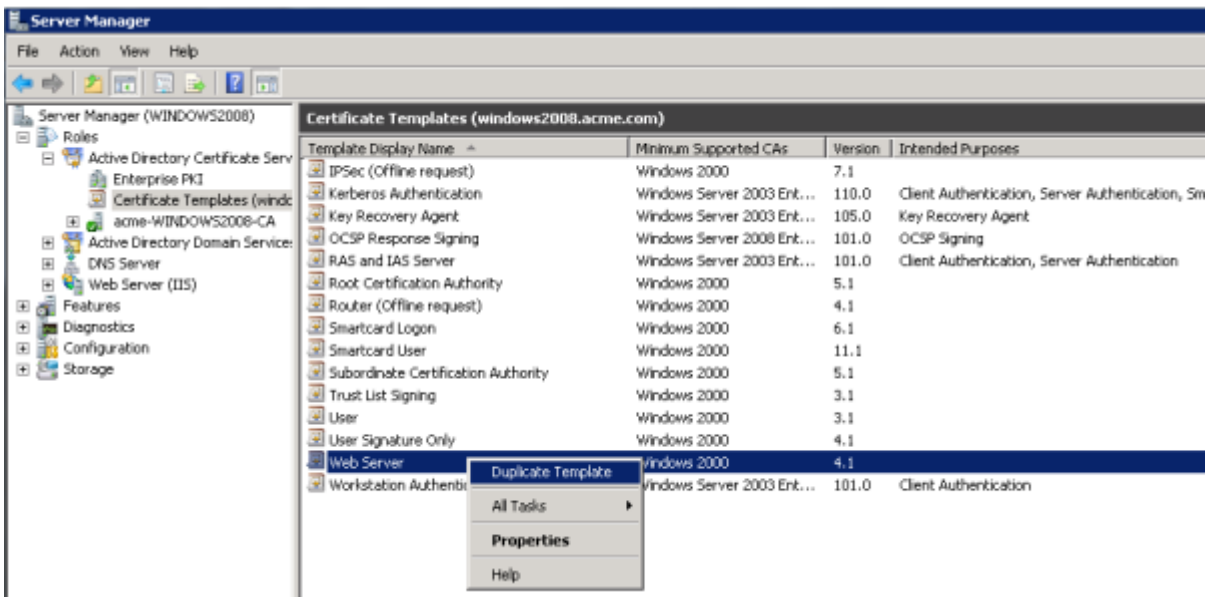 Server Manager
File Action View Help
Server Manager (WINDOWS2008)
Roles
Active Directory Certificate Serv
Enterprise PKI
Certificate Templates (windc
acme-WINDOWS2008-CA
Active Directory Domain Services
DNS Server
Web Server (IIS)
Features
Diagnostics
Configuration
Storage
Certificate Templates (windows2008.acme.com)
Template Display Name Minimum Supported CAs Version Intended Purposes
IPSec (Offline request) Windows 2000 7.1
Kerberos Authentication Windows Server 2003 Ent... 110.0 Client Authentication, Server Authentication, Sm
Key Recovery Agent Windows Server 2003 Ent... 105.0 Key Recovery Agent
OCSP Response Signing Windows Server 2008 Ent... 101.0 OCSP Signing
RAS and IAS Server Windows Server 2003 Ent... 101.0 Client Authentication, Server Authentication
Root Certification Authority Windows 2000 5.1
Router (Offline request) Windows 2000 4.1
Smartcard Logon Windows 2000 6.1
Smartcard User Windows 2000 11.1
Subordinate Certification Authority Windows 2000 5.1
Trust List Signing Windows 2000 3.1
User Windows 2000 3.1
User Signature Only Windows 2000 4.1
Web Server Windows 2000 4.1
Workstation Authentic Windows Server 2003 Ent... 101.0 Client Authentication
Duplicate Template
All Tasks
Properties
Help